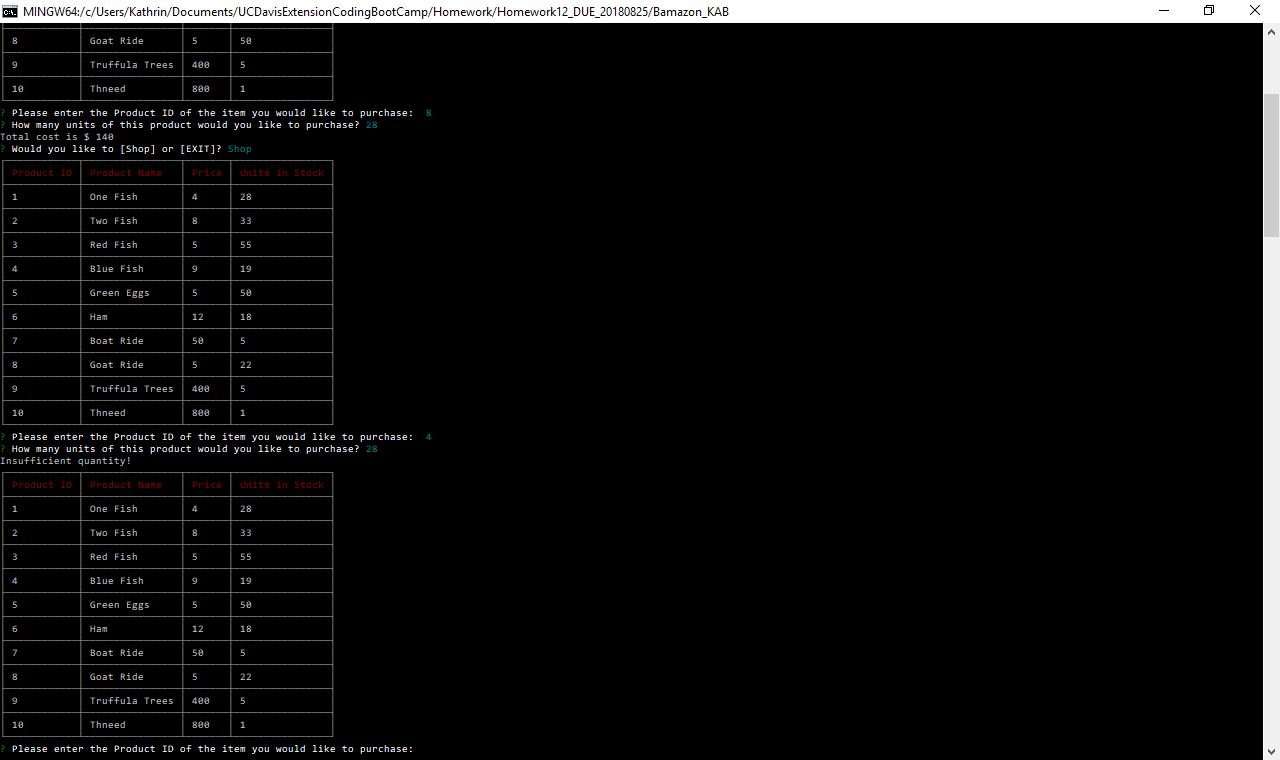 MINGW64:/c/Users/Kathrin/Documents/UCDavisExtensionCodingBootCamp/Homework/Homework12_DUE_20180825/Bamazon_KAB
8 Goat Ride 5 50
9 Truffula Trees 400 5
10 Thneed 800 1
? Please enter the Product ID of the item you would like to purchase: 8
? How many units of this product would you like to purchase? 28
Total cost is $ 140
? Would you like to [Shop] or [EXIT]? Shop
Product ID Product Name Price Units In Stock
1 One Fish 4 28
2 Two Fish 8 33
3 Red Fish 5 55
4 Blue Fish 9 19
5 Green Eggs 5 50
6 Ham 12 18
7 Boat Ride 50 5
8 Goat Ride 5 22
9 Truffula Trees 400 5
10 Thneed 800 1
? Please enter the Product ID of the item you would like to purchase: 4
? How many units of this product would you like to purchase? 28
Insufficient quantity!
Product ID Product Name Price Units In Stock
1 One Fish 4 28
2 Two Fish 8 33
3 Red Fish 5 55
4 Blue Fish 9 19
5 Green Eggs 5 50
6 Ham 12 18
7 Boat Ride 50 5
8 Goat Ride 5 22
9 Truffula Trees 400 5
10 Thneed 800 1
? Please enter the Product ID of the item you would like to purchase: